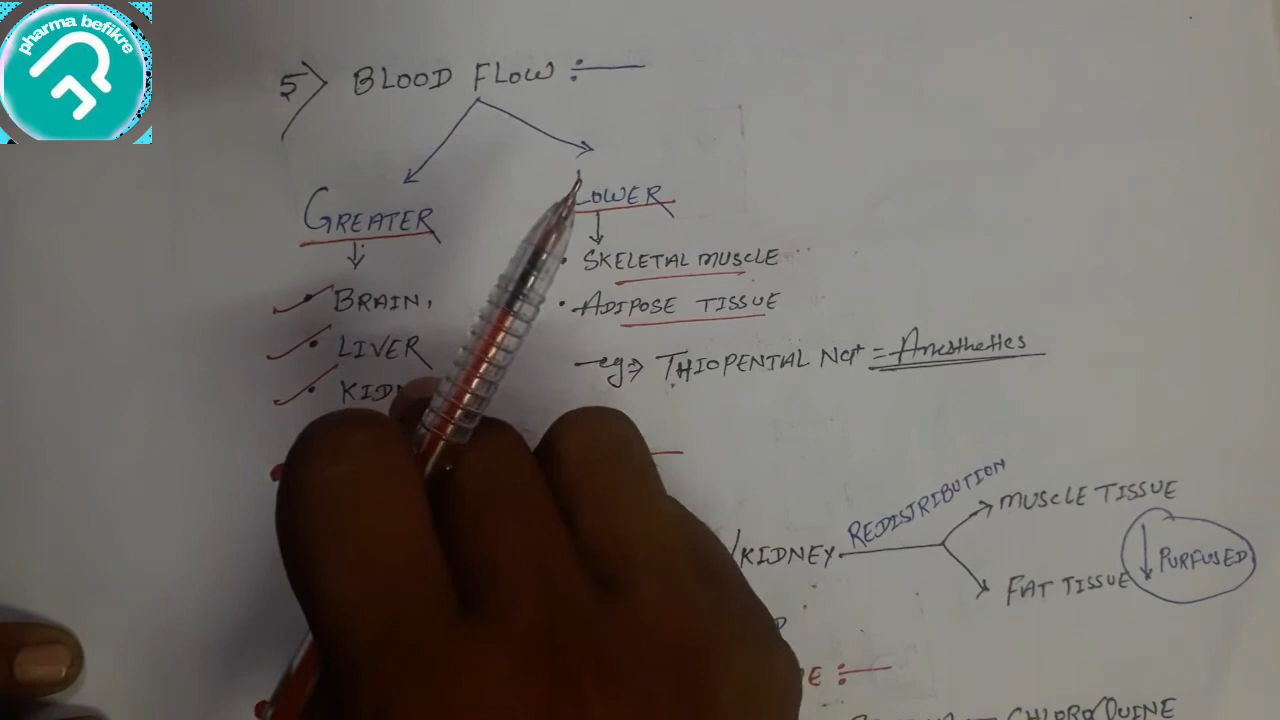 pharma befikre
5) BLOOD FLOW :-
GREATER
LOWER
BRAIN,
LIVER
• SKELETAL MUSCLE
• ADIPOSE TISSUE
eg => THIOPENTAL Na+ = Anesthetics
/KIDNEY
REDISTRIBUTION
MUSCLE TISSUE
FAT TISSUE
↓ PURFUSED
CHLOROQUINE